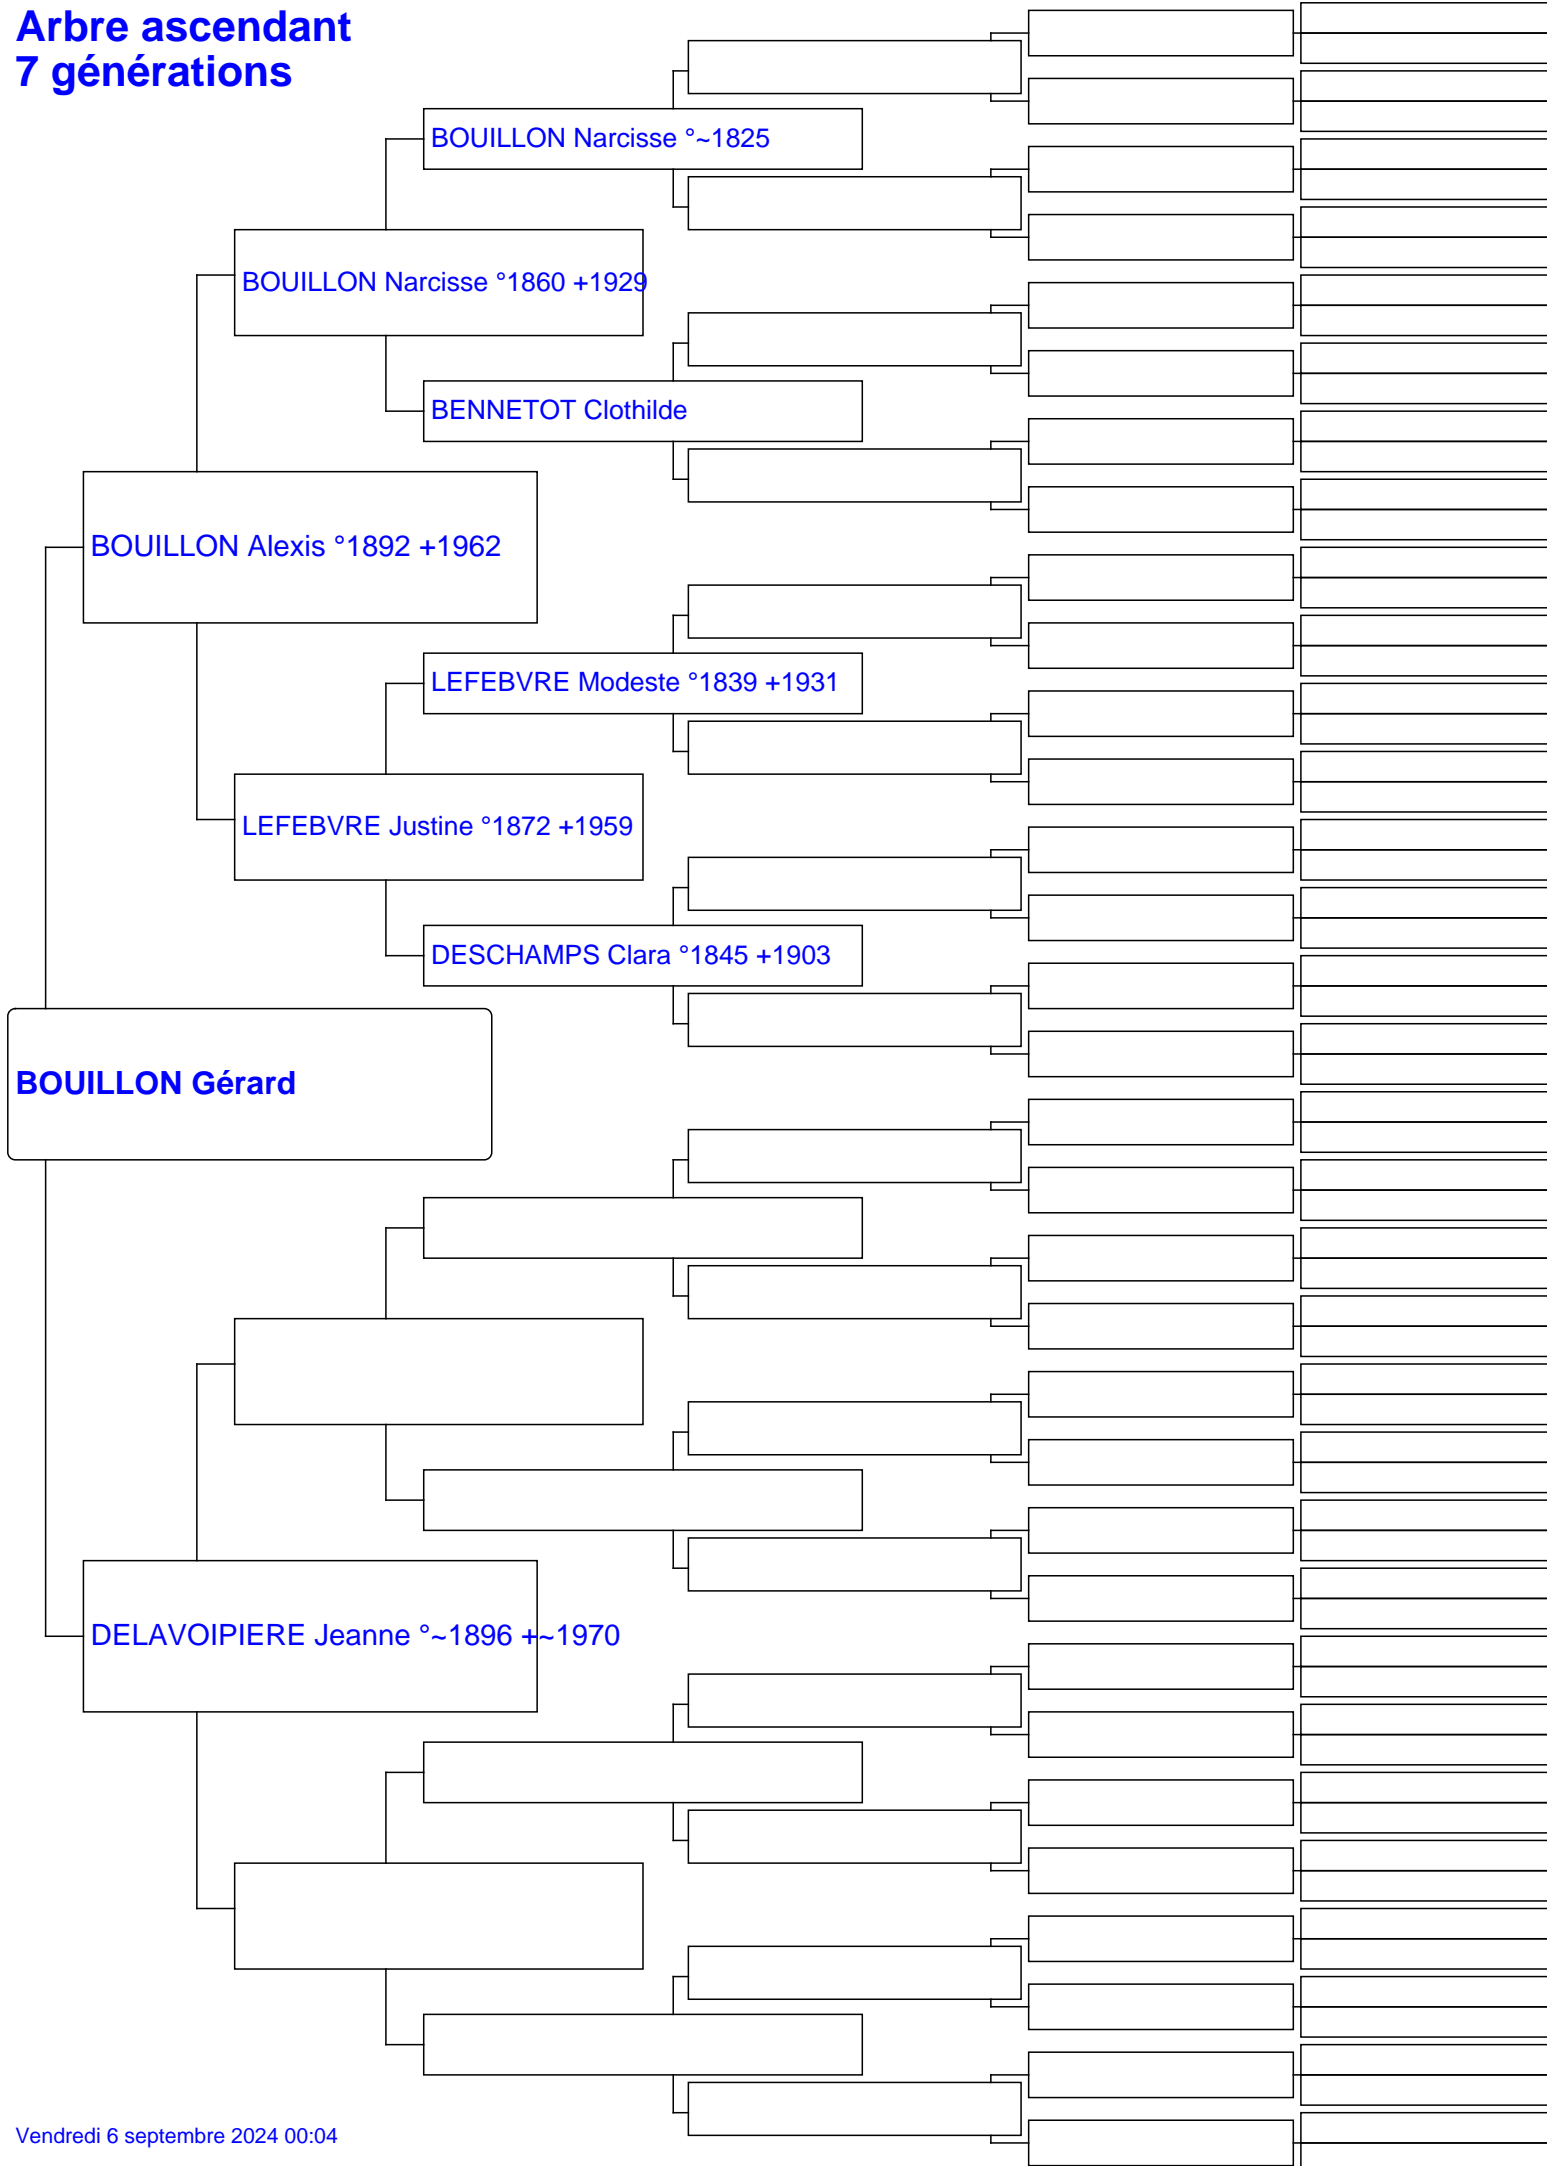 Arbre ascendant
7 générations
BOUILLON Narcisse °~1825
BOUILLON Narcisse °1860 +1929
BENNETOT Clothilde
BOUILLON Alexis °1892 +1962
LEFEBVRE Modeste °1839 +1931
LEFEBVRE Justine °1872 +1959
DESCHAMPS Clara °1845 +1903
BOUILLON Gérard
DELAVOIPIERE Jeanne °~1896 +~1970
Vendredi 6 septembre 2024 00:04